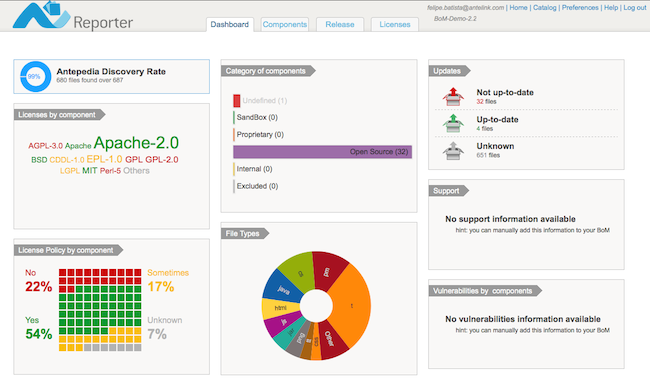 Reporter
felipe.batista@antelink.com | Home | Catalog | Preferences | Help | Log out
BoM-Demo-2.2
Dashboard Components Release Licenses
99%
Antepedia Discovery Rate
680 files found over 687
Licenses by component
AGPL-3.0 Apache Apache-2.0
BSD CDDL-1.0 EPL-1.0 GPL GPL-2.0
LGPL MIT Perl-5 Others
License Policy by component
No
22%
Sometimes
17%
Yes
54%
Unknown
7%
Category of components
Undefined (1)
SandBox (0)
Proprietary (0)
Open Source (32)
Internal (0)
Excluded (0)
File Types
gi
pm
java
t
html
Other
Updates
Not up-to-date
32 files
Up-to-date
4 files
Unknown
651 files
Support
No support information available
hint: you can manually add this information to your BoM
Vulnerabilities by components
No vulnerabilities information available
hint: you can manually add this information to your BoM